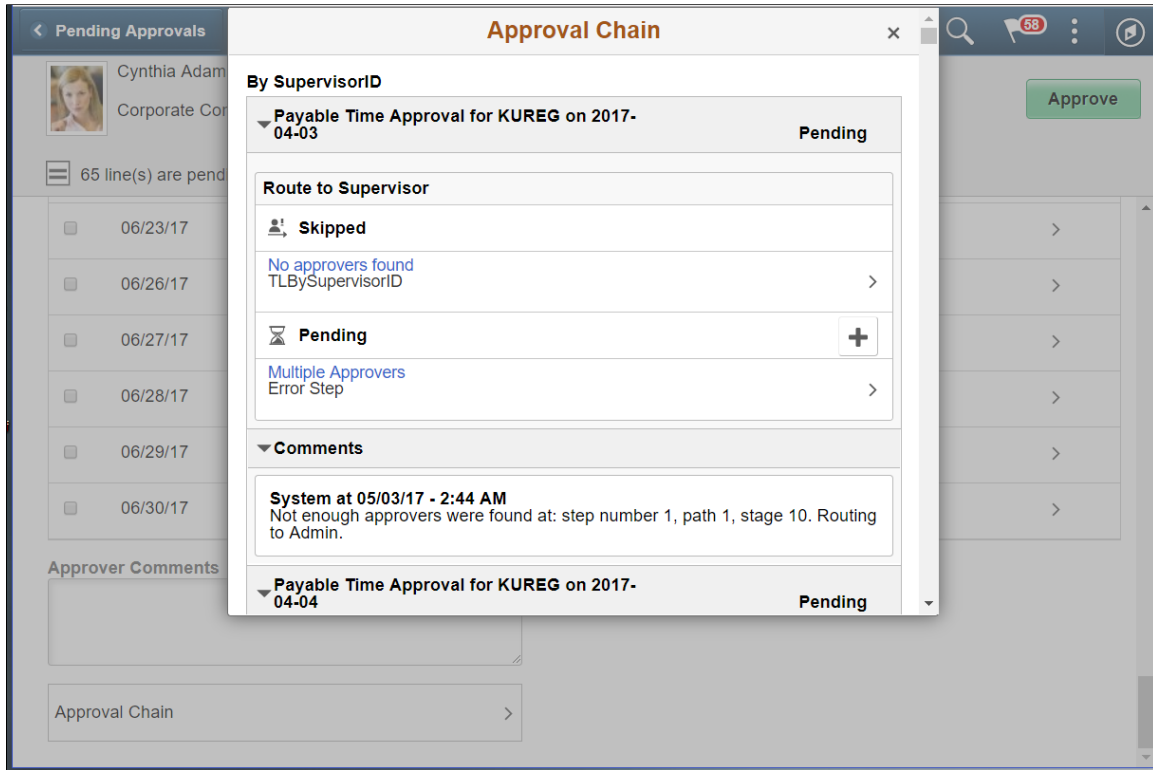 Pending Approvals
Approval Chain
58
Cynthia Adam
Corporate Cor
Approve
65 line(s) are pend
By SupervisorID
Payable Time Approval for KUREG on 2017-
04-03
Pending
Route to Supervisor
Skipped
No approvers found
TLBySupervisorID
Pending
Multiple Approvers
Error Step
Comments
System at 05/03/17 - 2:44 AM
Not enough approvers were found at: step number 1, path 1, stage 10. Routing
to Admin.
Payable Time Approval for KUREG on 2017-
04-04
Pending
06/23/17
06/26/17
06/27/17
06/28/17
06/29/17
06/30/17
Approver Comments
Approval Chain